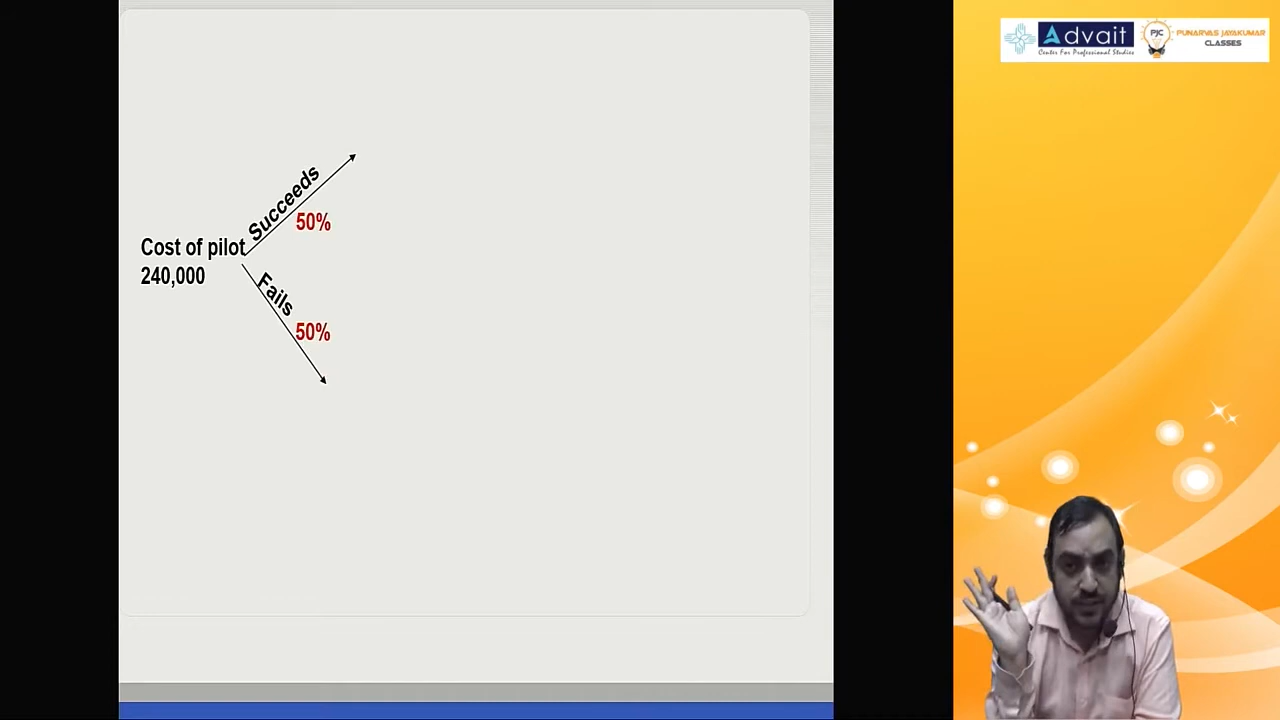 Advait
Center For Professional Studies
PJC
PUNARVAS JAYAKUMAR
CLASSES
Succeeds
50%
Cost of pilot
240,000
Fails
50%